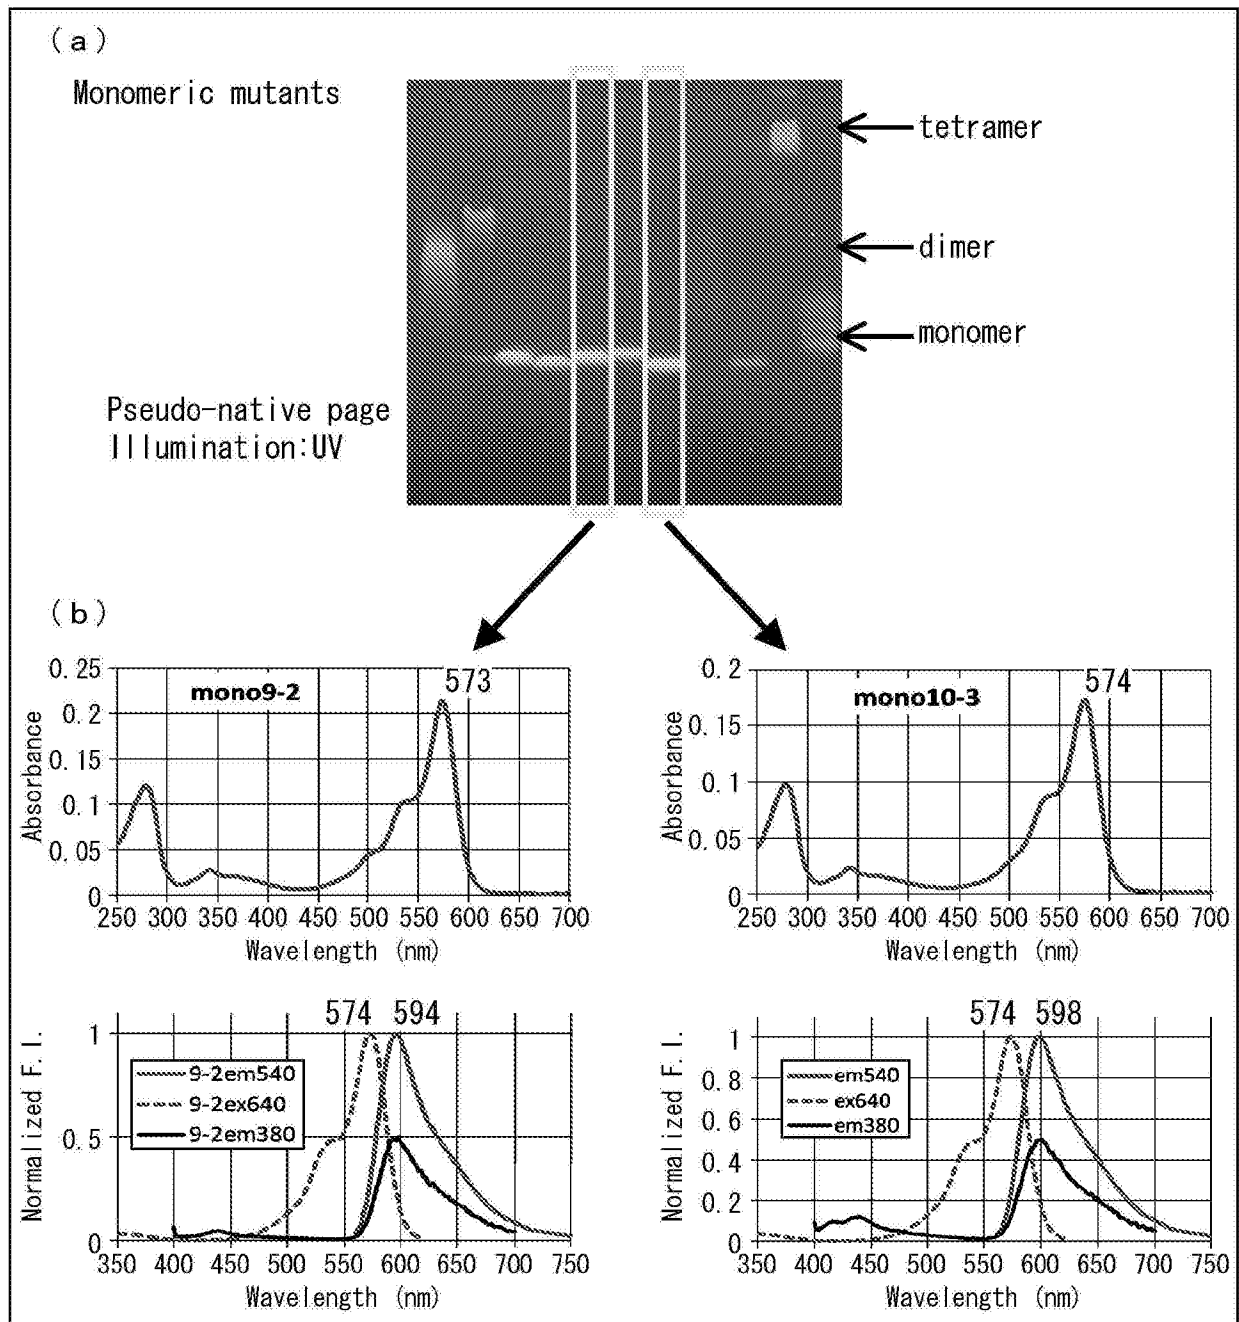 (a)
Monomeric mutants
tetramer
dimer
monomer
Pseudo-native page
Illumination:UV
(b)
0.25
0.2
0.15
0.1
0.05
0
Absorbance
mono9-2
573
250 300 350 400 450 500 550 600 650 700
Wavelength (nm)
0.2
0.15
0.1
0.05
0
Absorbance
mono10-3
574
250 300 350 400 450 500 550 600 650 700
Wavelength (nm)
574 594
1
0.5
0
Normalized F.I.
9-2em540
9-2ex640
9-2em380
350 400 450 500 550 600 650 700 750
Wavelength (nm)
574 598
1
0.8
0.6
0.4
0.2
0
Normalized F.I.
em540
ex640
em380
350 400 450 500 550 600 650 700 750
Wavelength (nm)